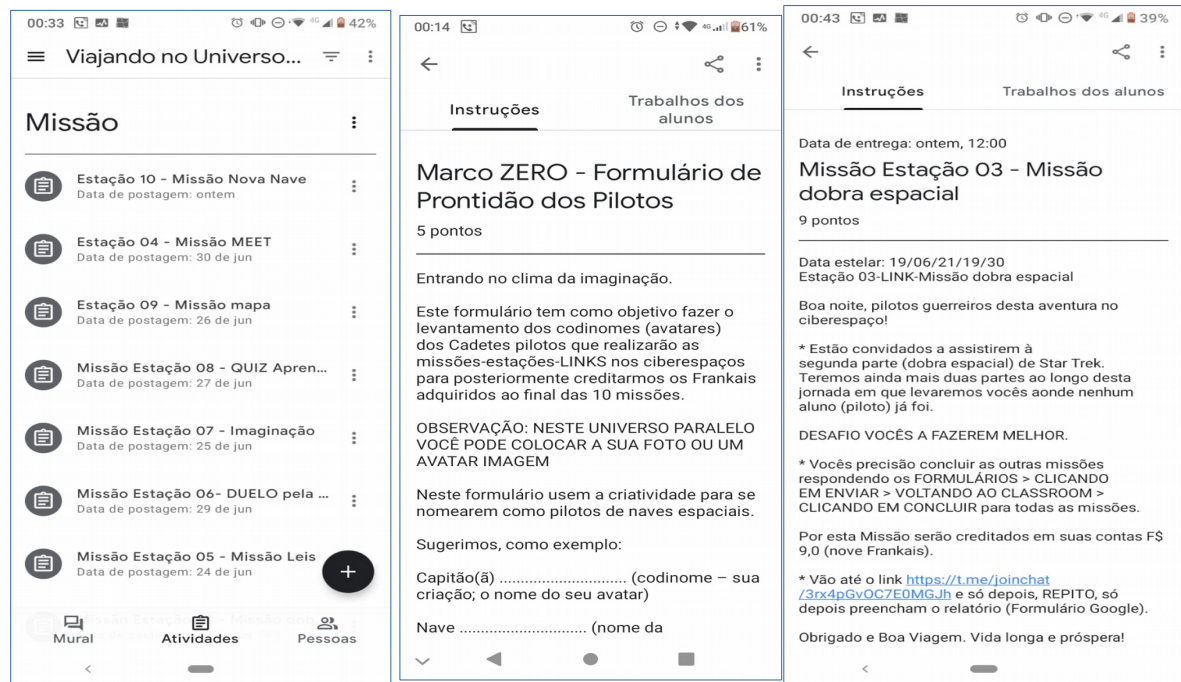 00:33 42%
Viajando no Universo...
Missão
Estação 10 - Missão Nova Nave
Data de postagem: ontem
Estação 04 - Missão MEET
Data de postagem: 30 de jun
Estação 09 - Missão mapa
Data de postagem: 26 de jun
Missão Estação 08 - QUIZ Apren...
Data de postagem: 27 de jun
Missão Estação 07 - Imaginação
Data de postagem: 25 de jun
Missão Estação 06- DUELO pela ...
Data de postagem: 29 de jun
Missão Estação 05 - Missão Leis
Data de postagem: 24 de jun
Mural Atividades Pessoas
00:14 4G 61%
Instruções
Trabalhos dos
alunos
Marco ZERO - Formulário de
Prontidão dos Pilotos
5 pontos
Entrando no clima da imaginação.
Este formulário tem como objetivo fazer o
levantamento dos codinomes (avatares)
dos Cadetes pilotos que realizarão as
missões-estações-LINKS nos ciberespaços
para posteriormente creditarmos os Frankais
adquiridos ao final das 10 missões.
OBSERVAÇÃO: NESTE UNIVERSO PARALELO
VOCÊ PODE COLOCAR A SUA FOTO OU UM
AVATAR IMAGEM
Neste formulário usem a criatividade para se
nomearem como pilotos de naves espaciais.
Sugerimos, como exemplo:
Capitão(ã) ............................. (codinome – sua
criação; o nome do seu avatar)
Nave ............................. (nome da
00:43 4G 39%
Instruções Trabalhos dos alunos
Data de entrega: ontem, 12:00
Missão Estação 03 - Missão
dobra espacial
9 pontos
Data estelar: 19/06/21/19/30
Estação 03-LINK-Missão dobra espacial
Boa noite, pilotos guerreiros desta aventura no
ciberespaço!
* Estão convidados a assistirem à
segunda parte (dobra espacial) de Star Trek.
Teremos ainda mais duas partes ao longo desta
jornada em que levaremos vocês aonde nenhum
aluno (piloto) já foi.
DESAFIO VOCÊS A FAZEREM MELHOR.
* Vocês precisão concluir as outras missões
respondendo os FORMULÁRIOS > CLICANDO
EM ENVIAR > VOLTANDO AO CLASSROOM >
CLICANDO EM CONCLUIR para todas as missões.
Por esta Missão serão creditados em suas contas F$
9,0 (nove Frankais).
* Vão até o link https://t.me/joinchat
/3rx4pGvOC7E0MGJh e só depois, REPITO, só
depois preencham o relatório (Formulário Google).
Obrigado e Boa Viagem. Vida longa e próspera!